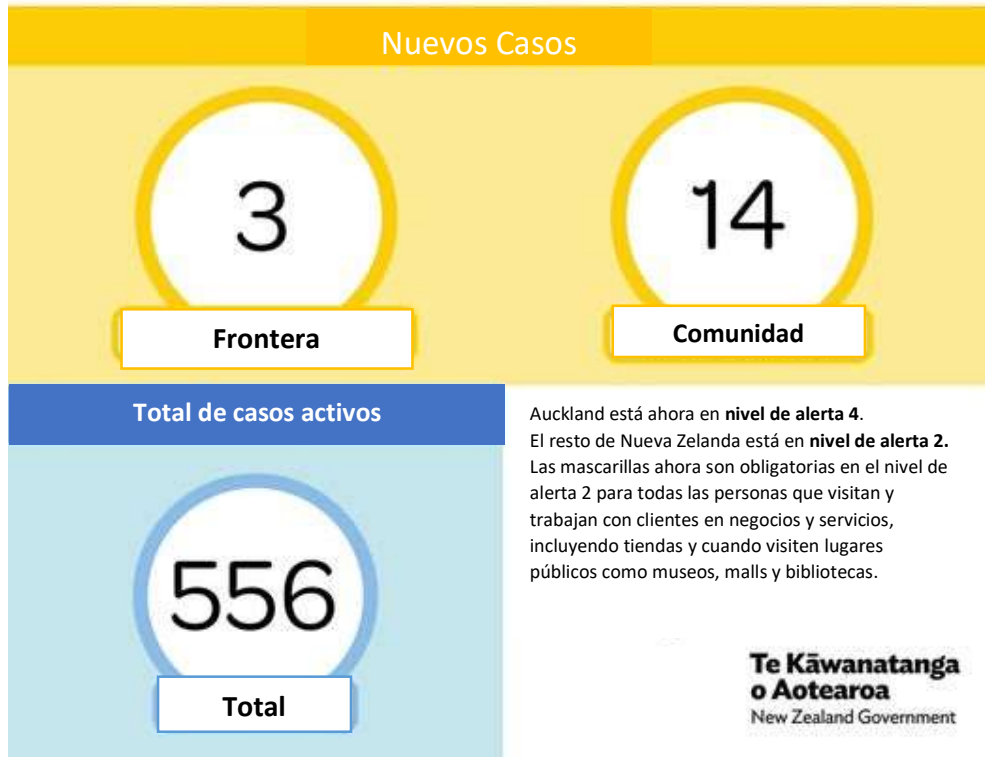 Nuevos Casos
3
14
Frontera
Comunidad
Total de casos activos
556
Total
Auckland está ahora en nivel de alerta 4.
El resto de Nueva Zelanda está en nivel de alerta 2.
Las mascarillas ahora son obligatorias en el nivel de
alerta 2 para todas las personas que visitan y
trabajan con clientes en negocios y servicios,
incluyendo tiendas y cuando visiten lugares
públicos como museos, malls y bibliotecas.
Te Kāwanatanga
o Aotearoa
New Zealand Government